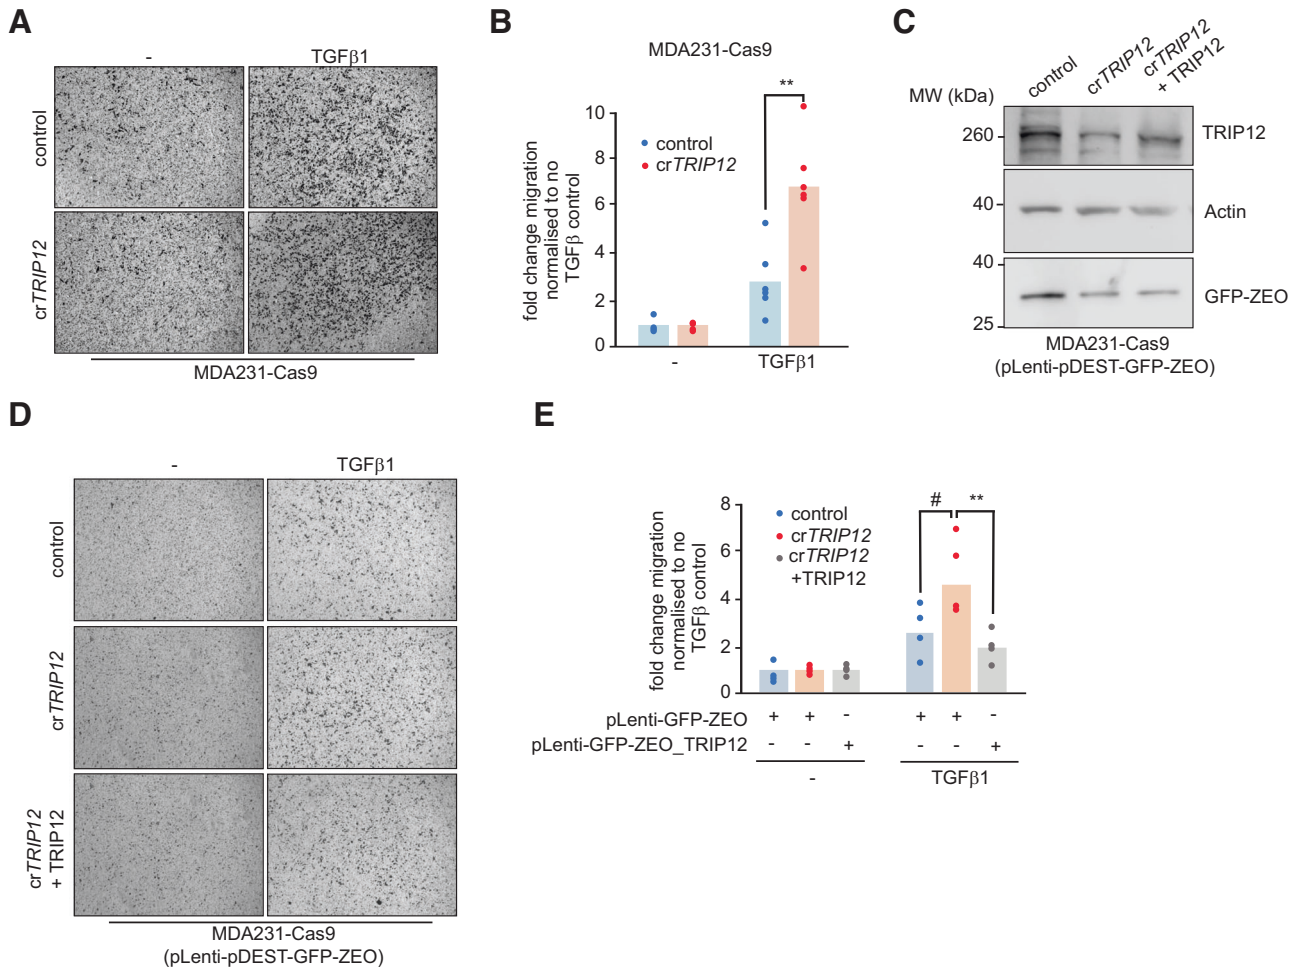 A
-
TGFβ1
control
crTRIP12
MDA231-Cas9
B
MDA231-Cas9
**
fold change migration
normalised to no
TGFβ control
10
8
6
4
2
0
control
crTRIP12
-
TGFβ1
C
MW (kDa)
control
crTRIP12
crTRIP12
+ TRIP12
260
TRIP12
40
Actin
40
25
GFP-ZEO
MDA231-Cas9
(pLenti-pDEST-GFP-ZEO)
D
-
TGFβ1
control
crTRIP12
crTRIP12
+ TRIP12
MDA231-Cas9
(pLenti-pDEST-GFP-ZEO)
E
fold change migration
normalised to no
TGFβ control
8
6
4
2
0
control
crTRIP12
crTRIP12
+TRIP12
# **
pLenti-GFP-ZEO + + - + + -
pLenti-GFP-ZEO_TRIP12 - - + - - +
-
TGFβ1